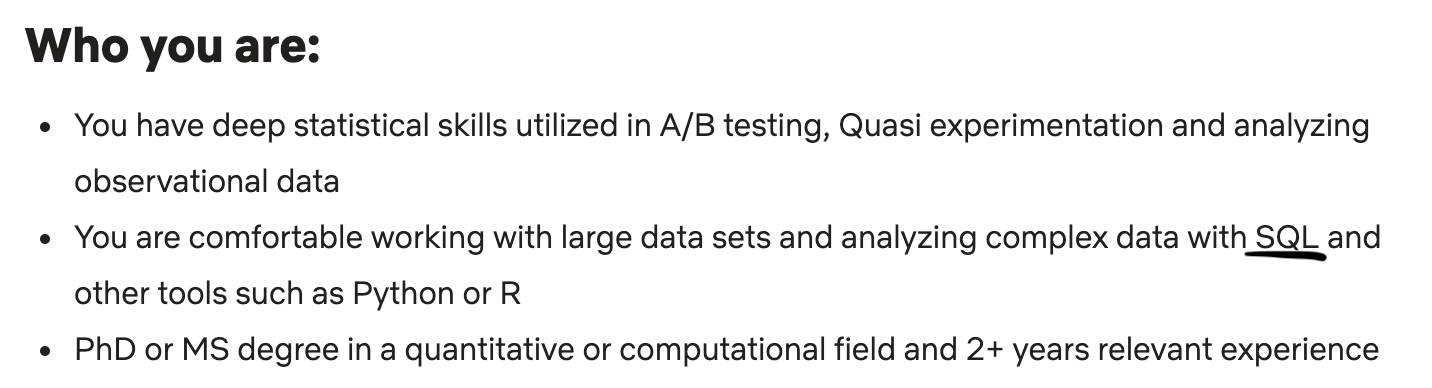 Who you are:
• You have deep statistical skills utilized in A/B testing, Quasi experimentation and analyzing
observational data
• You are comfortable working with large data sets and analyzing complex data with SQL and
other tools such as Python or R
• PhD or MS degree in a quantitative or computational field and 2+ years relevant experience